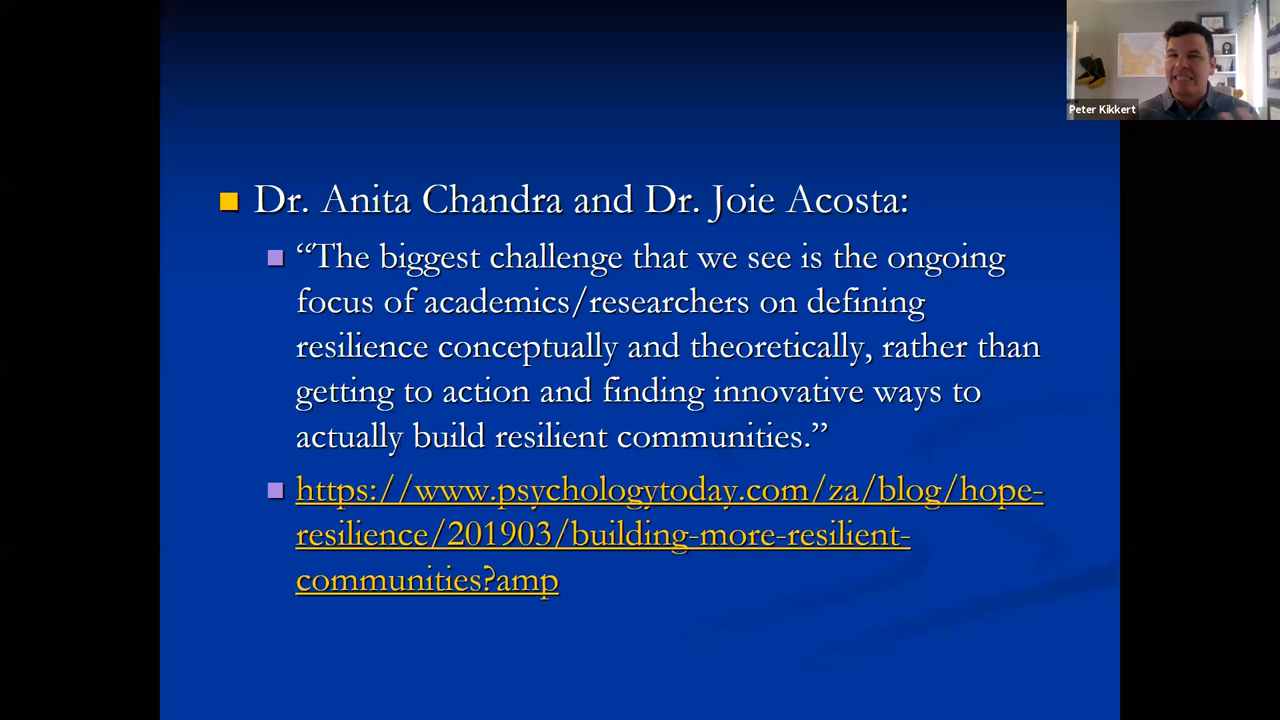 Peter Kikkert
Dr. Anita Chandra and Dr. Joie Acosta:
“The biggest challenge that we see is the ongoing
focus of academics/researchers on defining
resilience conceptually and theoretically, rather than
getting to action and finding innovative ways to
actually build resilient communities.”
https://www.psychologytoday.com/za/blog/hope-
resilience/201903/building-more-resilient-
communities?amp